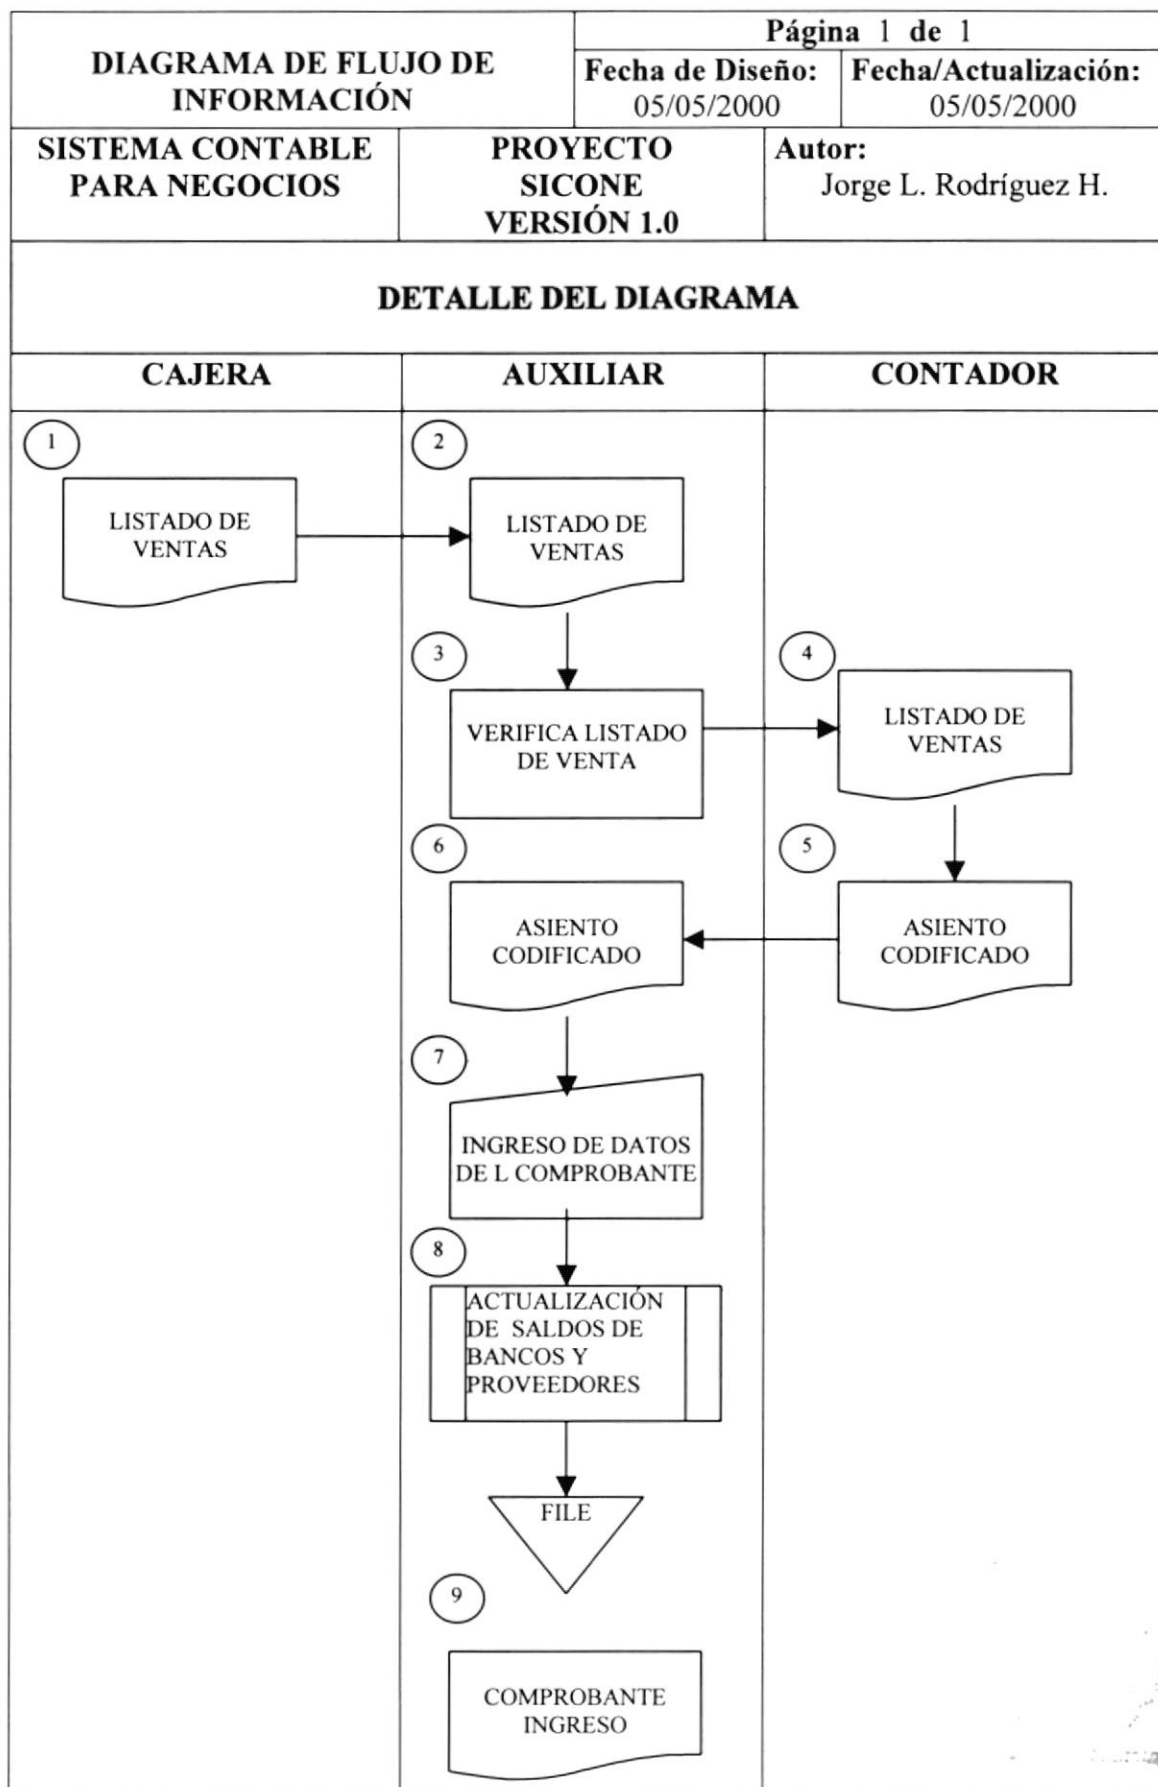 DIAGRAMA DE FLUJO DE
INFORMACIÓN
Página 1 de 1
Fecha de Diseño:
05/05/2000
Fecha/Actualización:
05/05/2000
SISTEMA CONTABLE
PARA NEGOCIOS
PROYECTO
SICONE
VERSIÓN 1.0
Autor:
Jorge L. Rodríguez H.
DETALLE DEL DIAGRAMA
CAJERA
AUXILIAR
CONTADOR
1
LISTADO DE
VENTAS
2
LISTADO DE
VENTAS
3
VERIFICA LISTADO
DE VENTA
4
LISTADO DE
VENTAS
5
ASIENTO
CODIFICADO
6
ASIENTO
CODIFICADO
7
INGRESO DE DATOS
DE L COMPROBANTE
8
ACTUALIZACIÓN
DE SALDOS DE
BANCOS Y
PROVEEDORES
FILE
9
COMPROBANTE
INGRESO